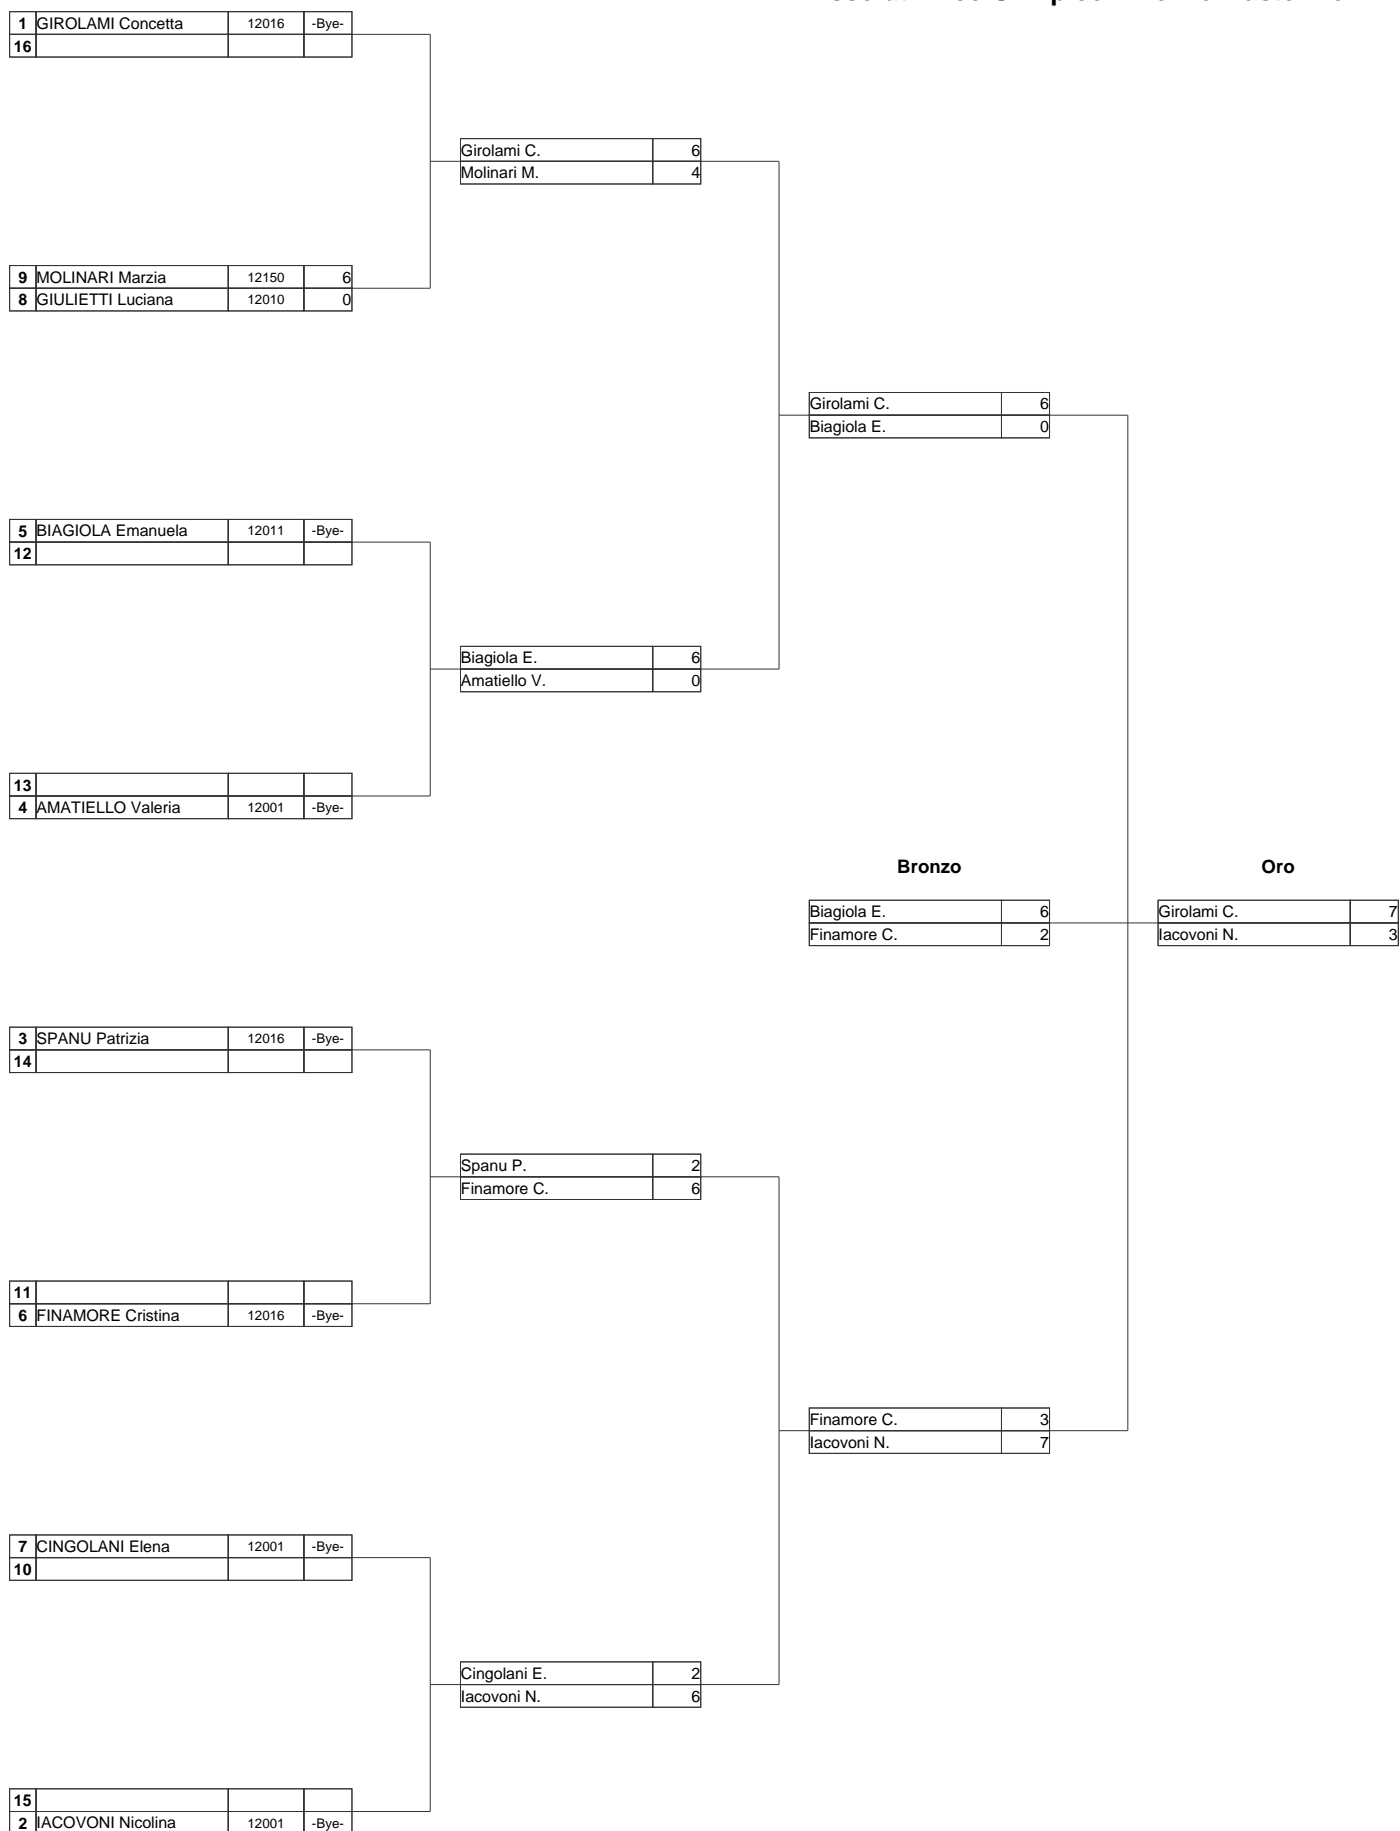 1 GIROLAMI Concetta 12016 -Bye-
16
Girolami C. 6
Molinari M. 4
9 MOLINARI Marzia 12150 6
8 GIULIETTI Luciana 12010 0
Girolami C. 6
Biagiola E. 0
5 BIAGIOLA Emanuela 12011 -Bye-
12
Biagiola E. 6
Amatiello V. 0
13
4 AMATIELLO Valeria 12001 -Bye-
Bronzo Oro
Biagiola E. 6 Girolami C. 7
Finamore C. 2 Iacovoni N. 3
3 SPANU Patrizia 12016 -Bye-
14
Spanu P. 2
Finamore C. 6
11
6 FINAMORE Cristina 12016 -Bye-
Finamore C. 3
Iacovoni N. 7
7 CINGOLANI Elena 12001 -Bye-
10
Cingolani E. 2
Iacovoni N. 6
15
2 IACOVONI Nicolina 12001 -Bye-